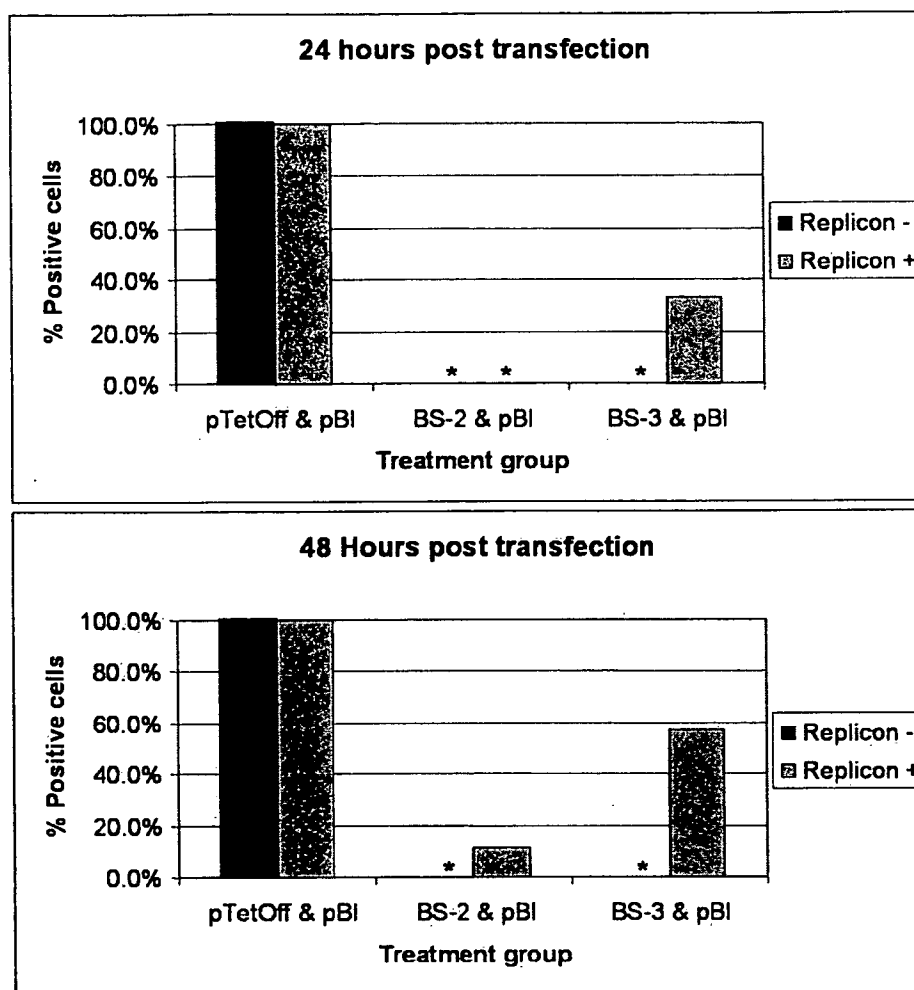 24 hours post transfection
% Positive cells
100.0%
80.0%
60.0%
40.0%
20.0%
0.0%
* * *
pTetOff & pBI BS-2 & pBI BS-3 & pBI
Treatment group
Replicon -
Replicon +
48 Hours post transfection
% Positive cells
100.0%
80.0%
60.0%
40.0%
20.0%
0.0%
* *
pTetOff & pBI BS-2 & pBI BS-3 & pBI
Treatment group
Replicon -
Replicon +